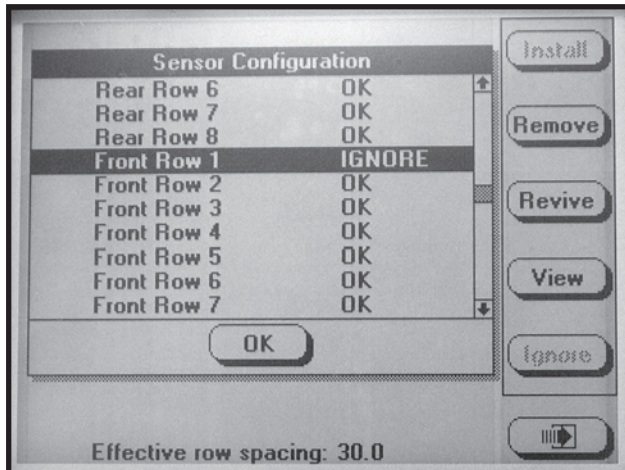 Sensor Configuration
Rear Row 6 OK
Rear Row 7 OK
Rear Row 8 OK
Front Row 1 IGNORE
Front Row 2 OK
Front Row 3 OK
Front Row 4 OK
Front Row 5 OK
Front Row 6 OK
Front Row 7 OK
OK
Effective row spacing: 30.0
Install
Remove
Revive
View
Ignore